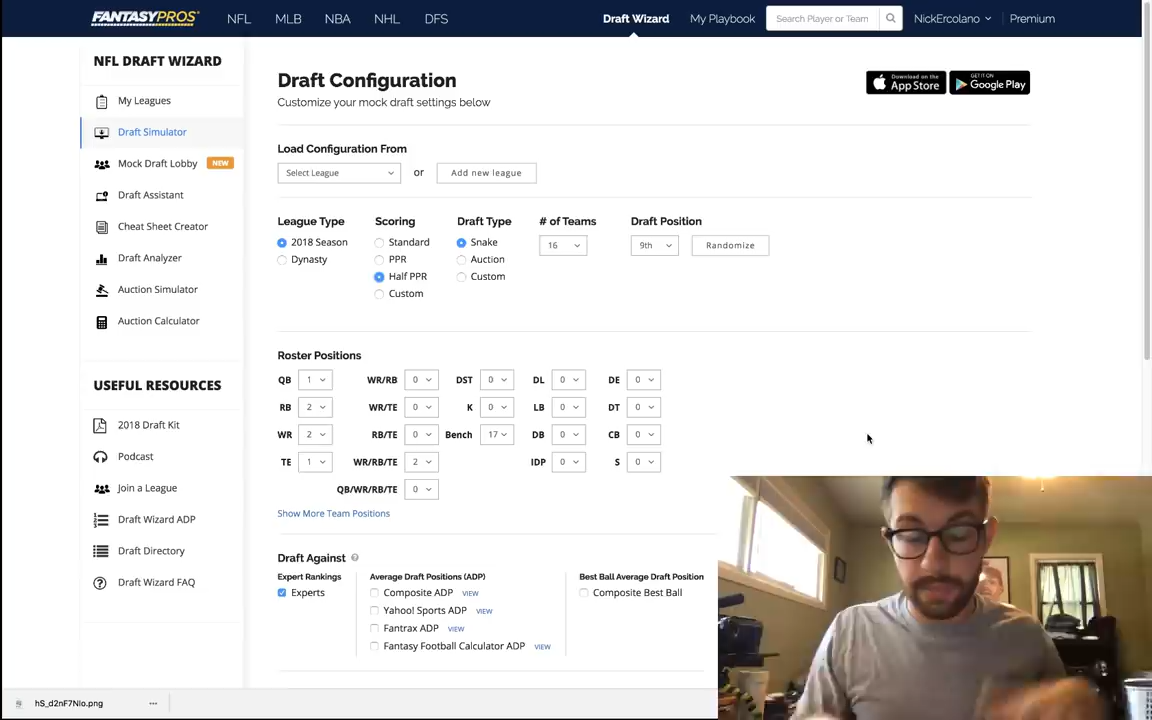 FANTASYPROS NFL MLB NBA NHL DFS Draft Wizard My Playbook Search Player or Team NickErcolano Premium
NFL DRAFT WIZARD
My Leagues
Draft Simulator
Mock Draft Lobby NEW
Draft Assistant
Cheat Sheet Creator
Draft Analyzer
Auction Simulator
Auction Calculator
USEFUL RESOURCES
2018 Draft Kit
Podcast
Join a League
Draft Wizard ADP
Draft Directory
Draft Wizard FAQ
Draft Configuration
Customize your mock draft settings below
Download on the App Store
GET IT ON Google Play
Load Configuration From
Select League or Add new league
League Type Scoring Draft Type # of Teams Draft Position
2018 Season Standard Snake 16 9th Randomize
Dynasty PPR Auction
Half PPR Custom
Custom
Roster Positions
QB 1 WR/RB 0 DST 0 DL 0 DE 0
RB 2 WR/TE 0 K 0 LB 0 DT 0
WR 2 RB/TE 0 Bench 17 DB 0 CB 0
TE 1 WR/RB/TE 2 IDP 0 S 0
QB/WR/RB/TE 0
Show More Team Positions
Draft Against ?
Expert Rankings Average Draft Positions (ADP) Best Ball Average Draft Position
Experts Composite ADP VIEW Composite Best Ball
Yahoo! Sports ADP VIEW
Fantrax ADP VIEW
Fantasy Football Calculator ADP VIEW
hS_d2nF7NIo.png